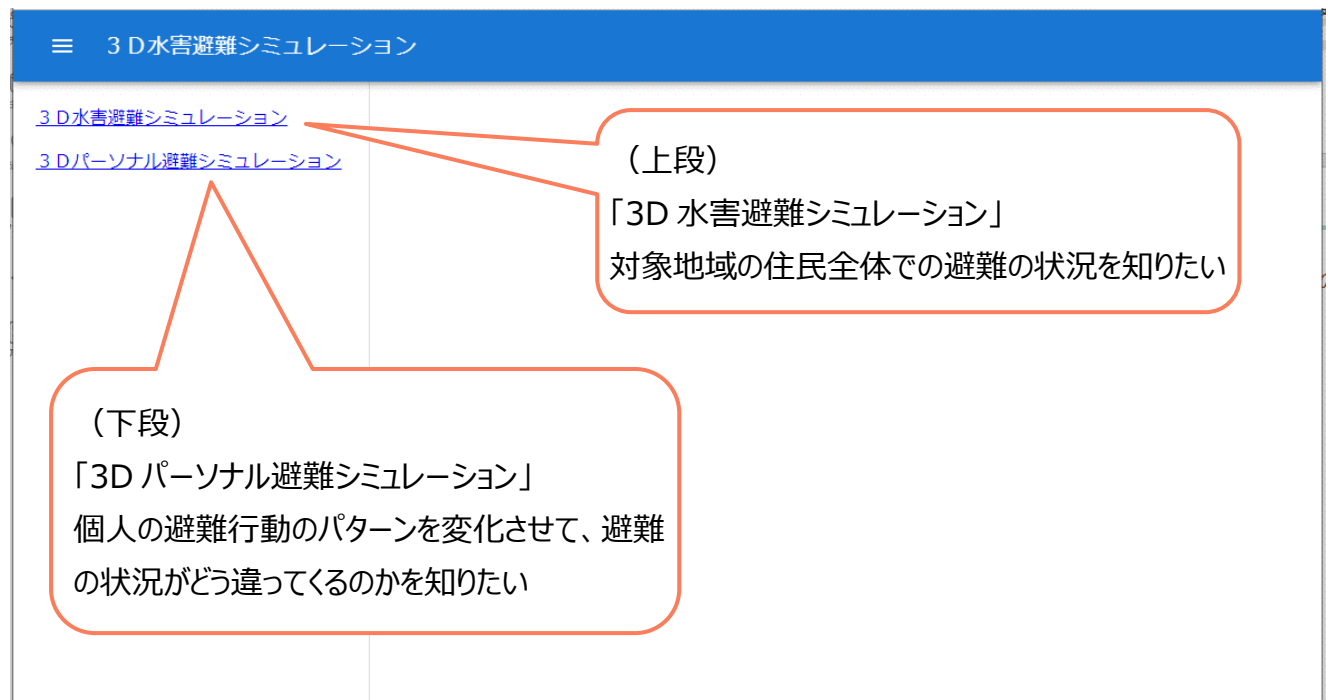 ≡ 3D水害避難シミュレーション
3D水害避難シミュレーション
3Dパーソナル避難シミュレーション
（上段）
「3D 水害避難シミュレーション」
対象地域の住民全体での避難の状況を知りたい
（下段）
「3D パーソナル避難シミュレーション」
個人の避難行動のパターンを変化させて、避難
の状況がどう違ってくるのかを知りたい